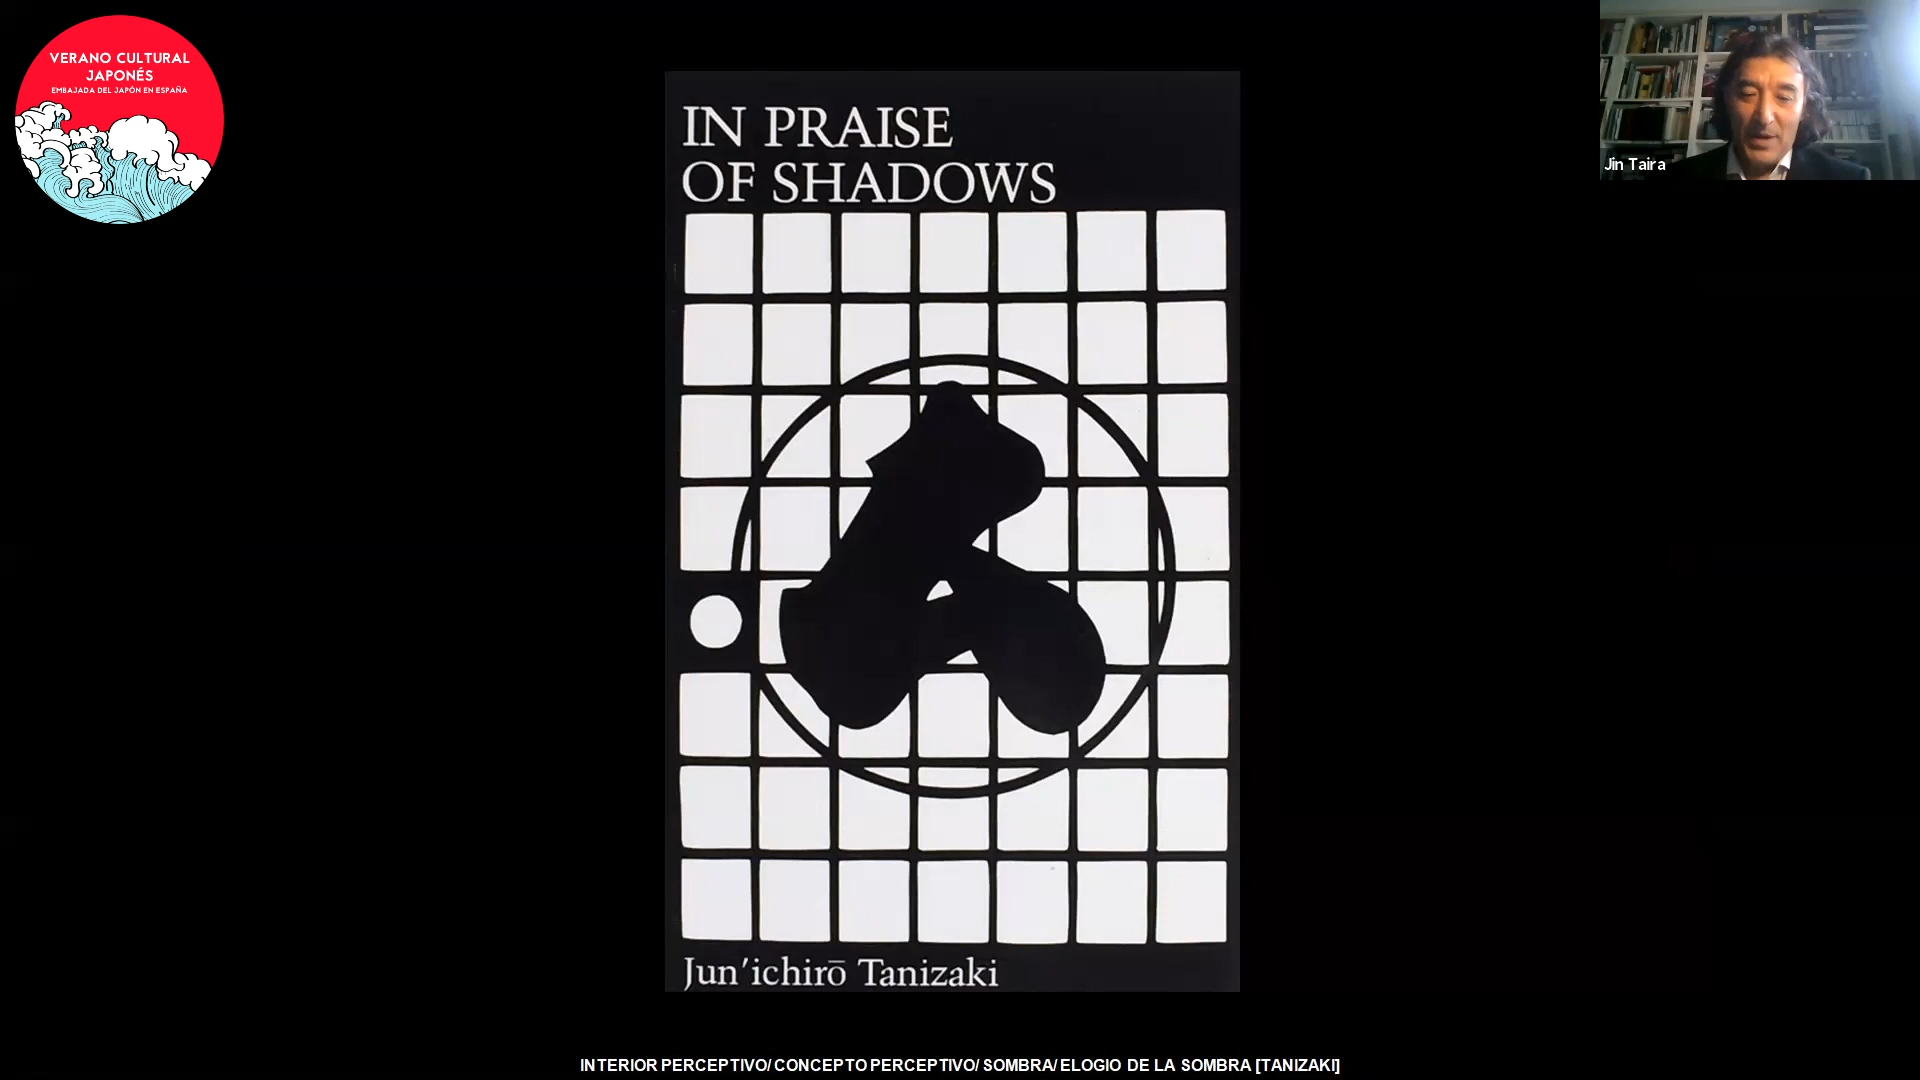 VERANO CULTURAL
JAPONÉS
EMBAJADA DEL JAPÓN EN ESPAÑA
IN PRAISE
OF SHADOWS
Jun'ichirō Tanizaki
Jin Taira
INTERIOR PERCEPTIVO/ CONCEPTO PERCEPTIVO/ SOMBRA/ ELOGIO DE LA SOMBRA [TANIZAKI]